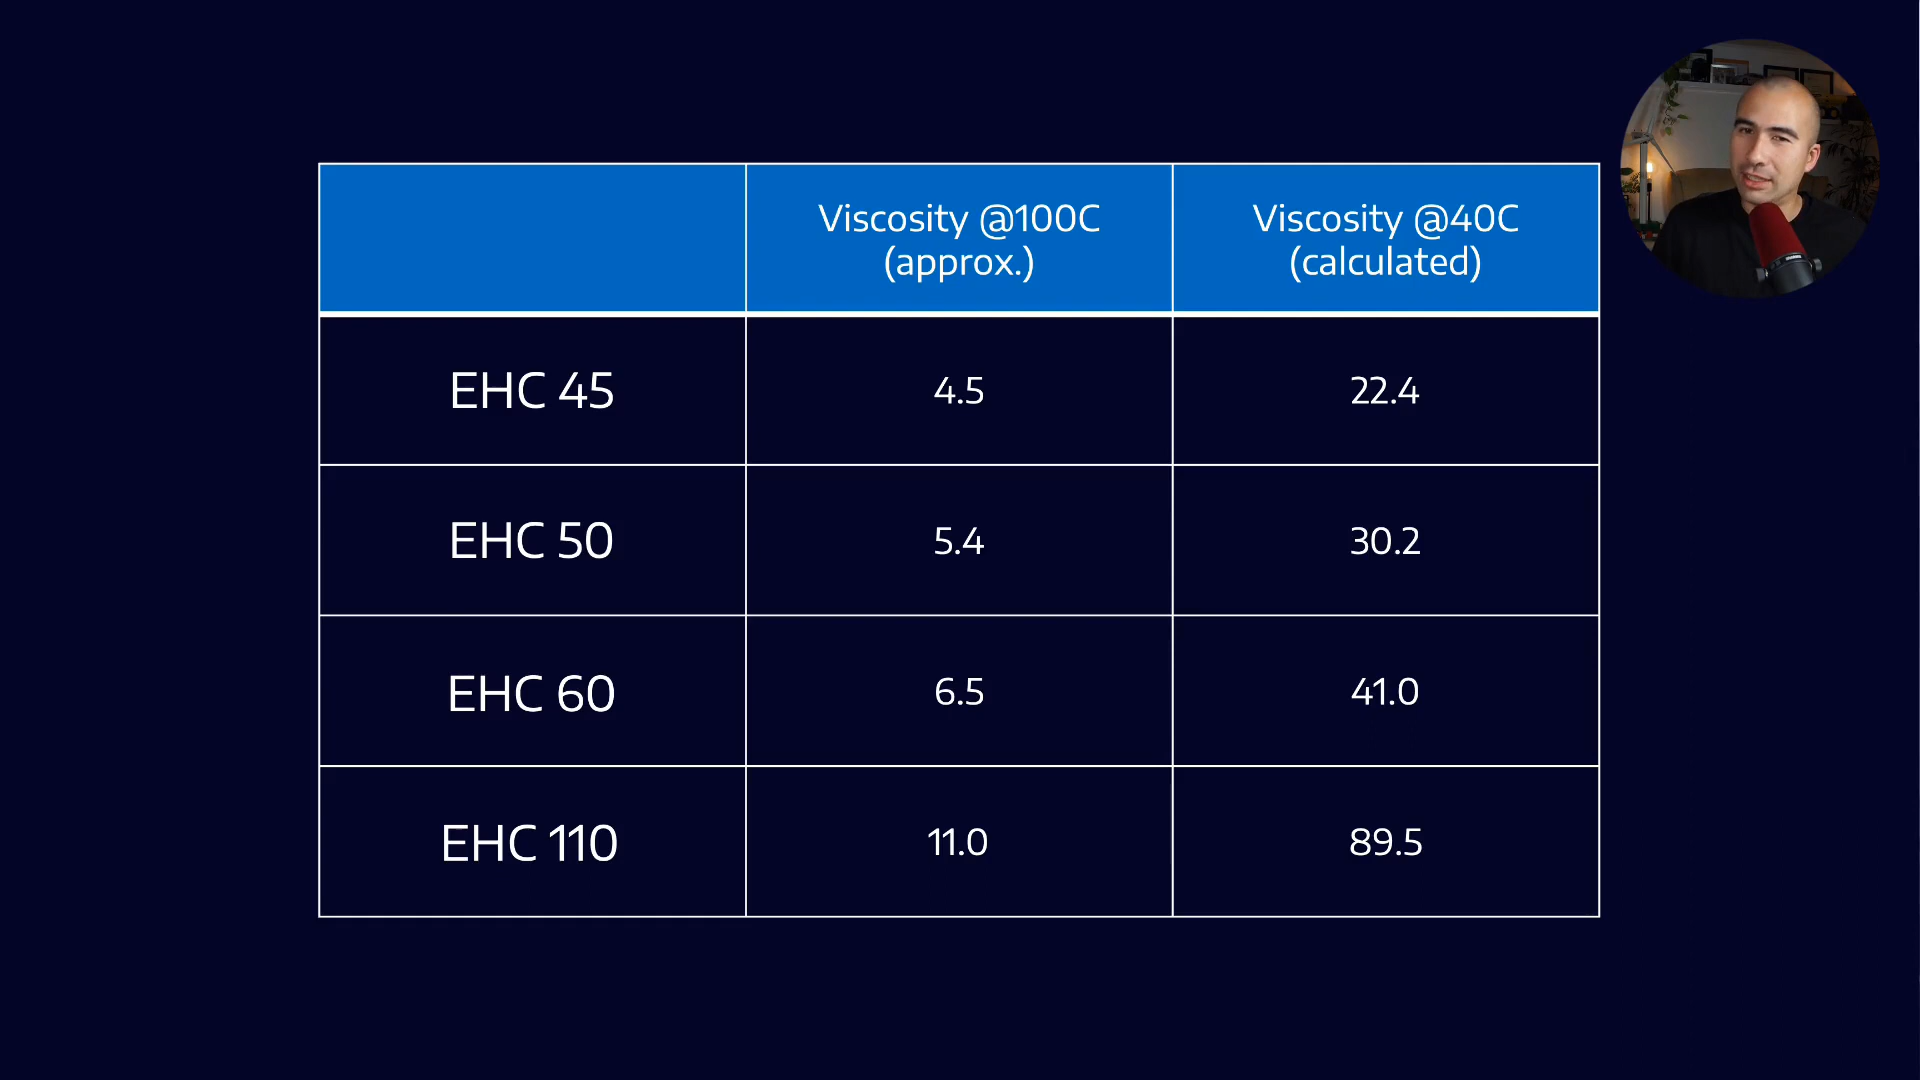 Viscosity @100C
(approx.)
Viscosity @40C
(calculated)
EHC 45
4.5
22.4
EHC 50
5.4
30.2
EHC 60
6.5
41.0
EHC 110
11.0
89.5